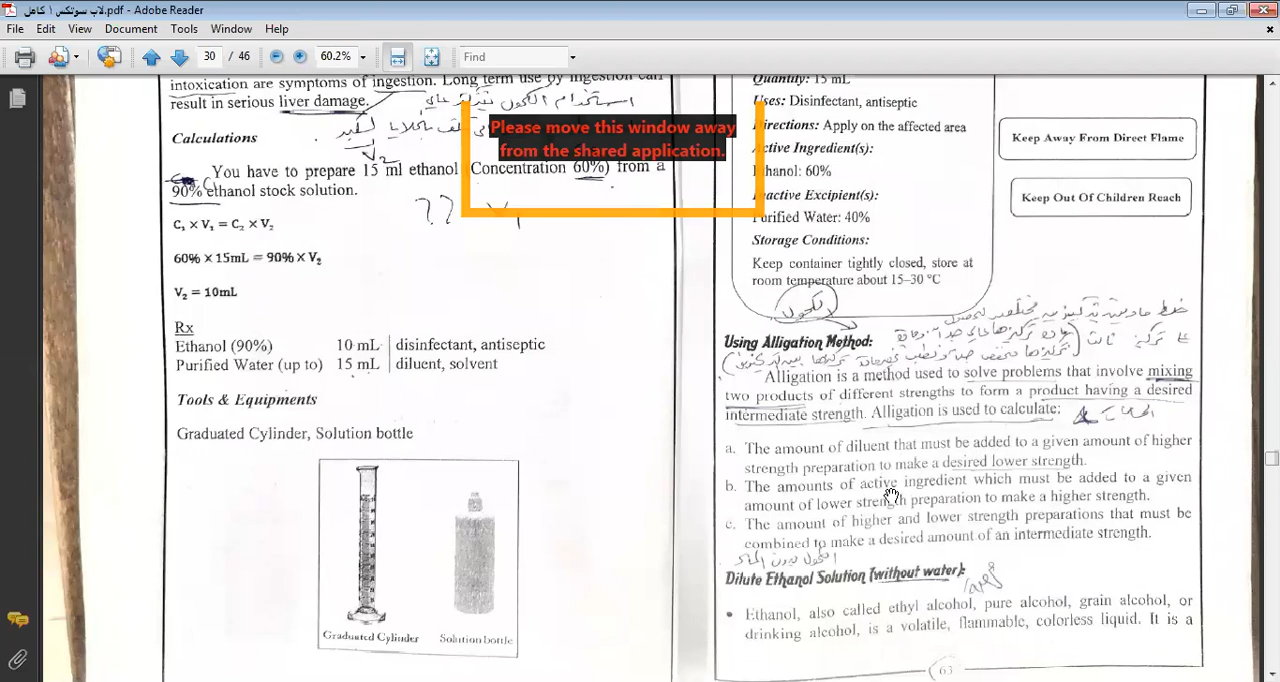 لاب سوتكس ١ كامل.pdf - Adobe Reader
File Edit View Document Tools Window Help
30 / 46 60.2% Find
intoxication are symptoms of ingestion. Long term use by ingestion can
result in serious liver damage.
استخدام الكحول
Calculations
V2
You have to prepare 15 ml ethanol (Concentration 60%) from a
90% ethanol stock solution.
??
C₁ X V₁ = C₂ X V₂
60% X 15mL = 90% X V₂
V₂ = 10mL
Rx
Ethanol (90%) 10 mL disinfectant, antiseptic
Purified Water (up to) 15 mL diluent, solvent
Tools & Equipments
Graduated Cylinder, Solution bottle
Graduated Cylinder Solution bottle
Please move this window away
from the shared application.
Quantity: 15 mL
Uses: Disinfectant, antiseptic
Directions: Apply on the affected area
Active Ingredient(s):
Ethanol: 60%
Inactive Excipient(s):
Purified Water: 40%
Storage Conditions:
Keep container tightly closed, store at
room temperature about 15–30 °C
Keep Away From Direct Flame
Keep Out Of Children Reach
الكحول
Using Alligation Method:
Alligation is a method used to solve problems that involve mixing
two products of different strengths to form a product having a desired
intermediate strength. Alligation is used to calculate:
a. The amount of diluent that must be added to a given amount of higher
strength preparation to make a desired lower strength.
b. The amounts of active ingredient which must be added to a given
amount of lower strength preparation to make a higher strength.
c. The amount of higher and lower strength preparations that must be
combined to make a desired amount of an intermediate strength.
Dilute Ethanol Solution (without water):
• Ethanol, also called ethyl alcohol, pure alcohol, grain alcohol, or
drinking alcohol, is a volatile, flammable, colorless liquid. It is a
63